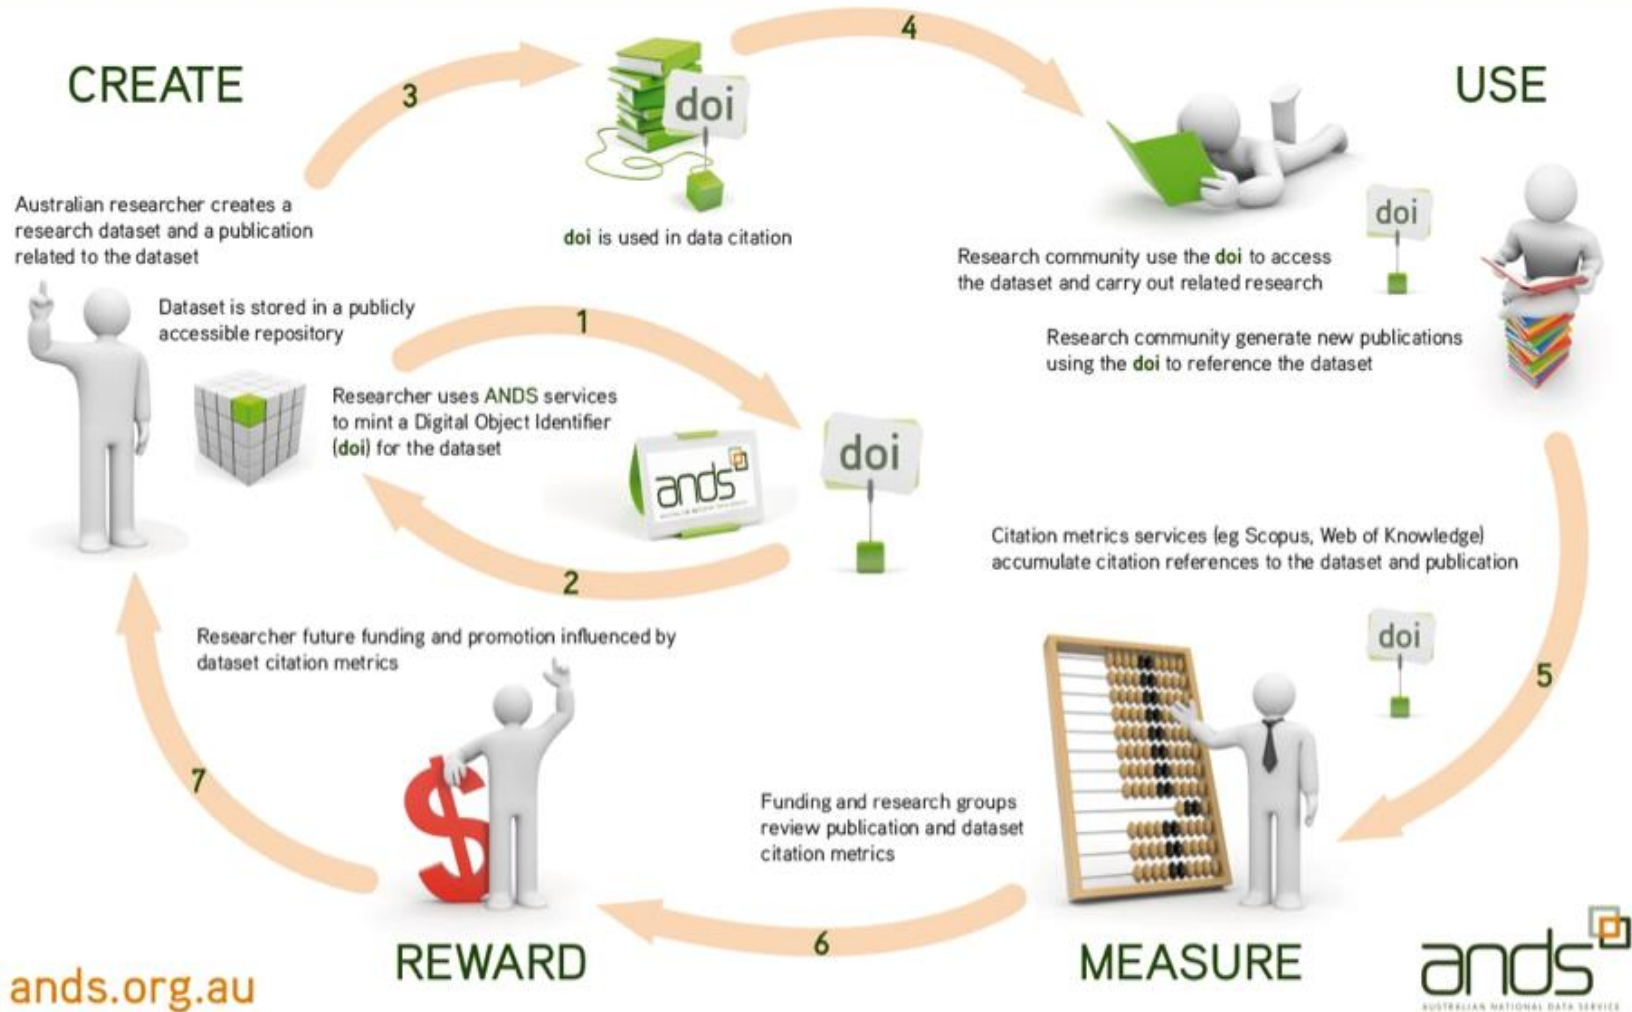 CREATE
3
doi
4
USE
Australian researcher creates a
research dataset and a publication
related to the dataset
doi is used in data citation
doi
Research community use the doi to access
the dataset and carry out related research
Dataset is stored in a publicly
accessible repository
1
Research community generate new publications
using the doi to reference the dataset
Researcher uses ANDS services
to mint a Digital Object Identifier
(doi) for the dataset
ands
doi
2
Citation metrics services (eg Scopus, Web of Knowledge)
accumulate citation references to the dataset and publication
doi
5
Researcher future funding and promotion influenced by
dataset citation metrics
7
Funding and research groups
review publication and dataset
citation metrics
6
REWARD
MEASURE
ands.org.au
ands
AUSTRALIAN NATIONAL DATA SERVICE